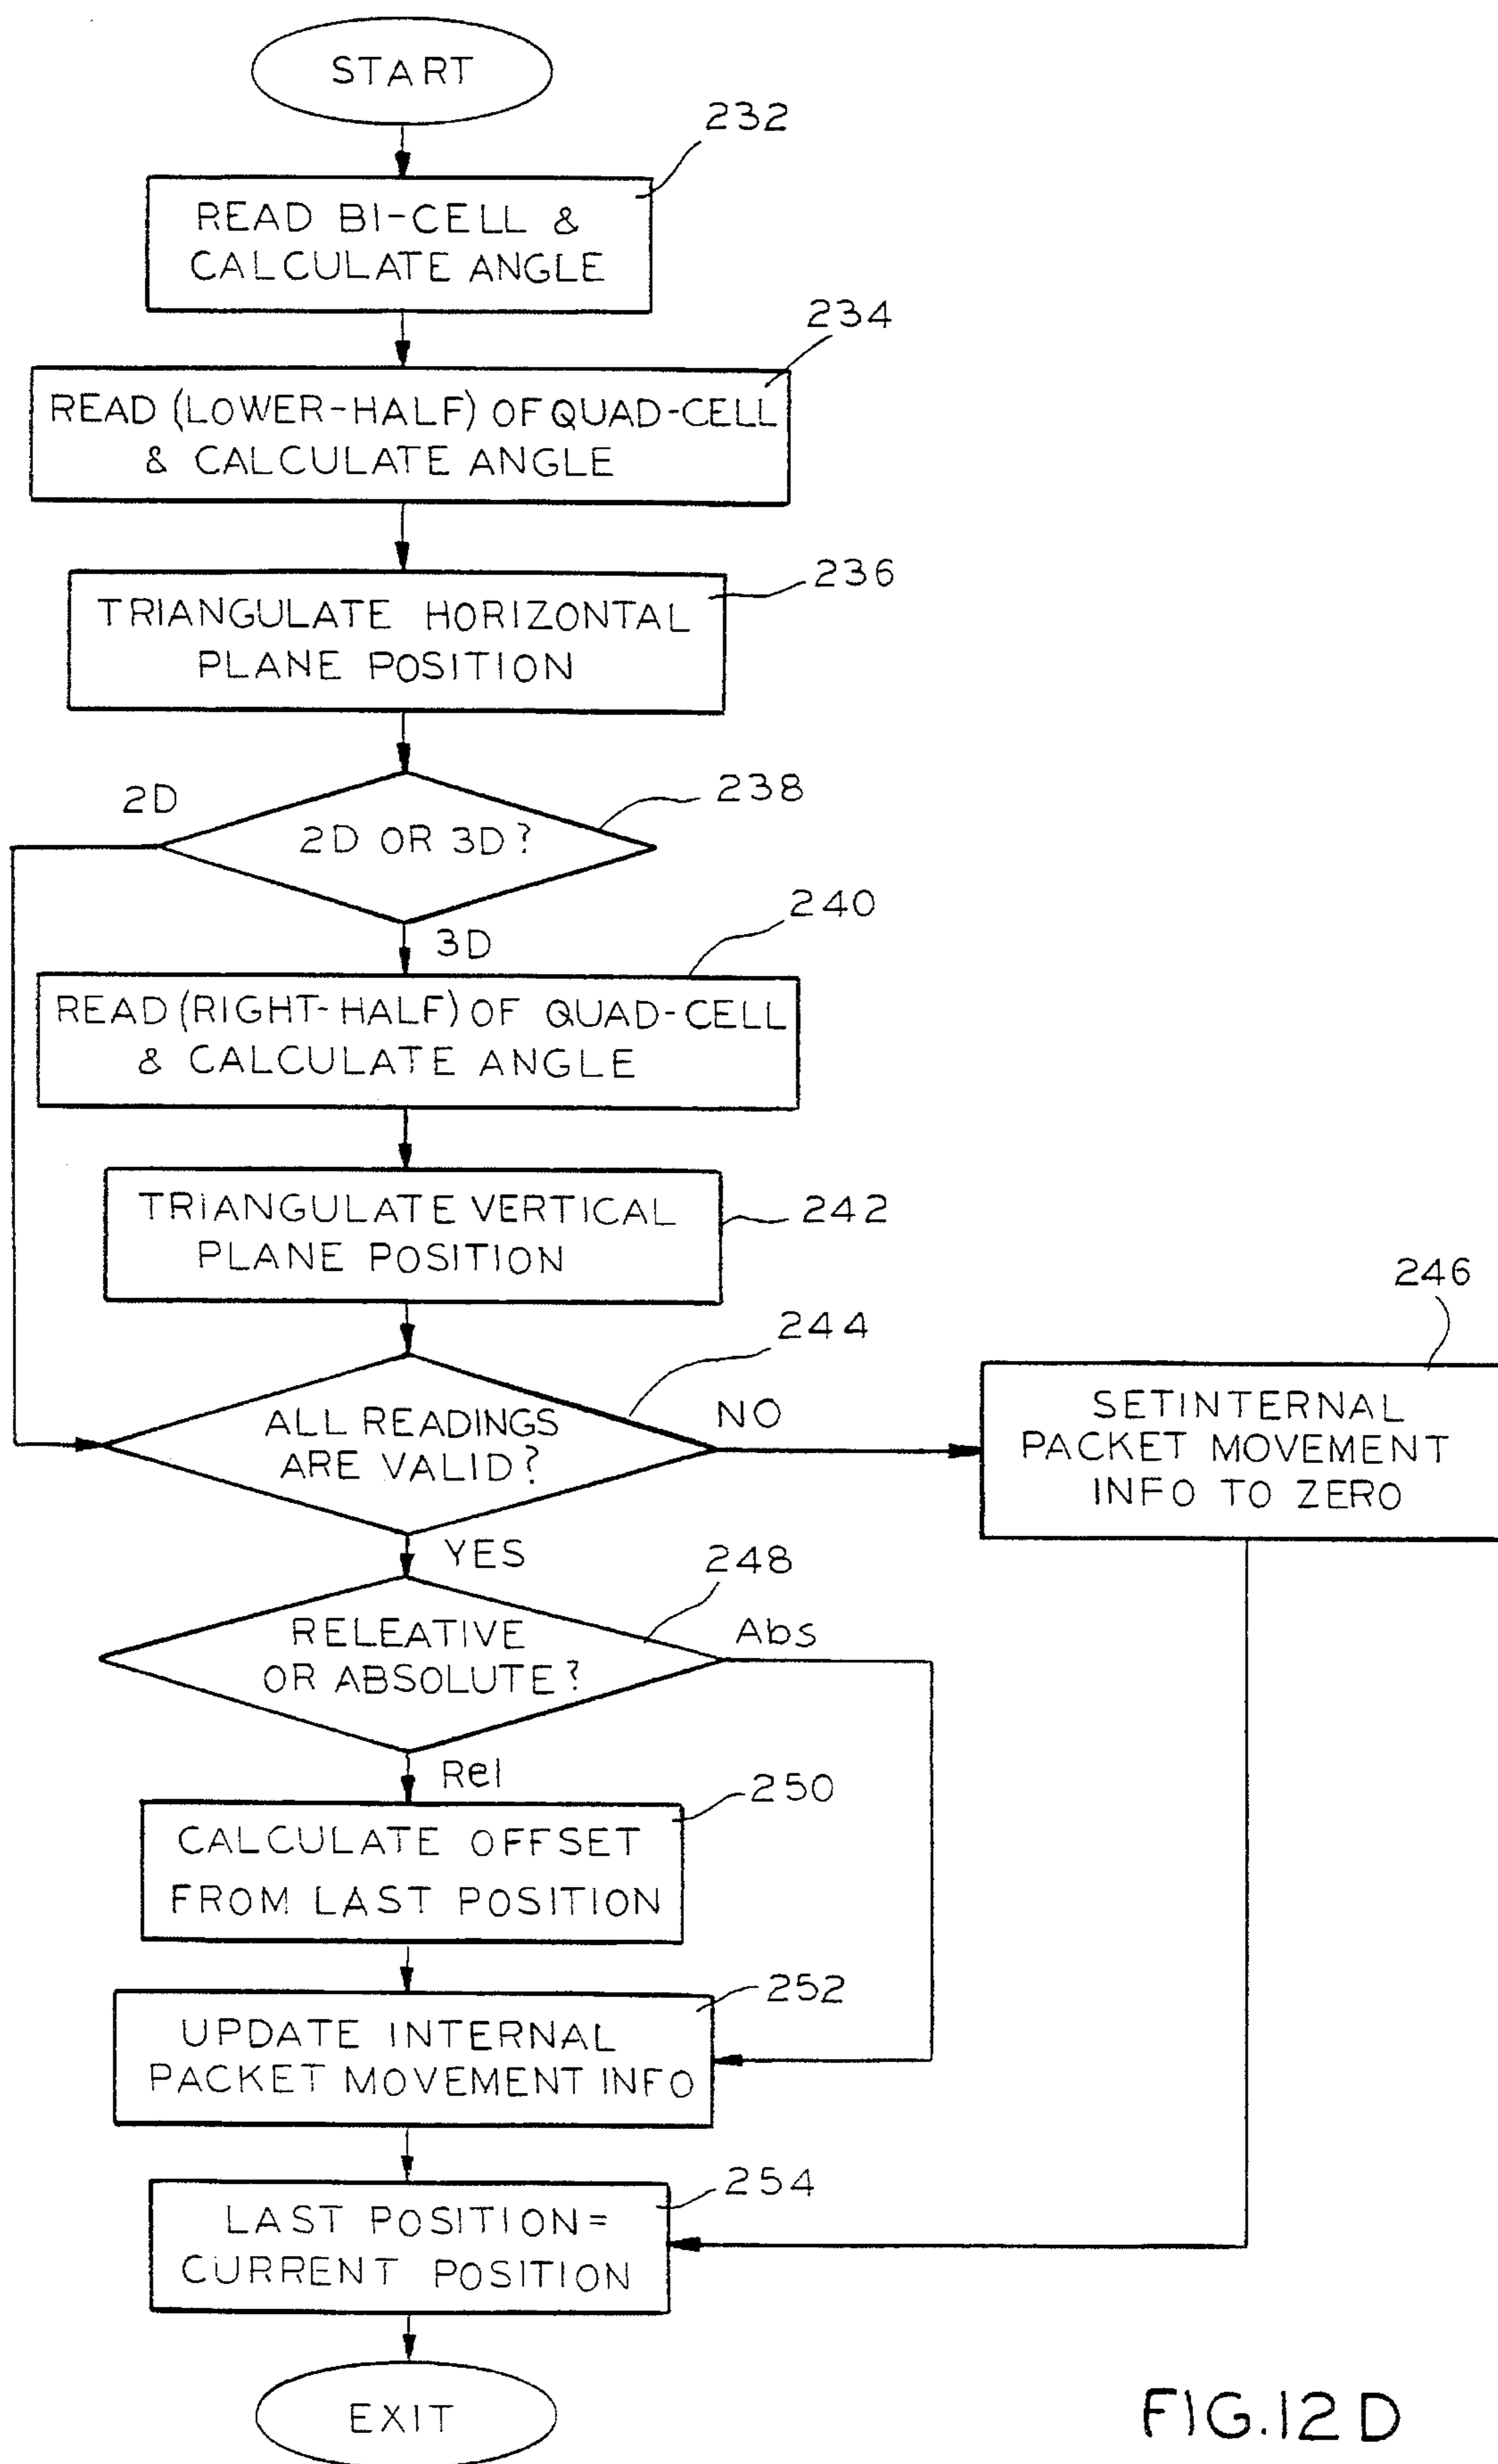 START
232
READ BI-CELL &
CALCULATE ANGLE
234
READ (LOWER-HALF) OF QUAD-CELL
& CALCULATE ANGLE
236
TRIANGULATE HORIZONTAL
PLANE POSITION
238
2D
2D OR 3D?
240
3D
READ (RIGHT-HALF) OF QUAD-CELL
& CALCULATE ANGLE
242
TRIANGULATE VERTICAL
PLANE POSITION
244
246
ALL READINGS
ARE VALID?
NO
SETINTERNAL
PACKET MOVEMENT
INFO TO ZERO
YES
248
RELEATIVE
OR ABSOLUTE?
Abs
Rel
250
CALCULATE OFFSET
FROM LAST POSITION
252
UPDATE INTERNAL
PACKET MOVEMENT INFO
254
LAST POSITION =
CURRENT POSITION
EXIT
FIG.12D